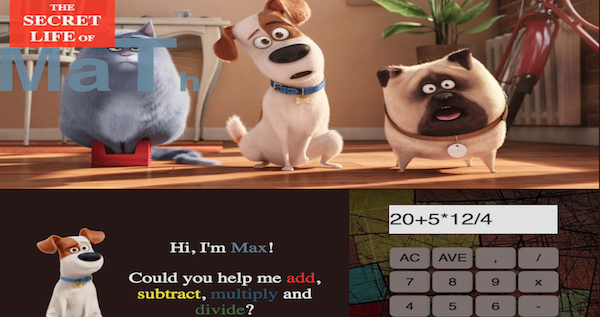 THE
SECRET
LIFE OF
MaTh
Hi, I'm Max!
Could you help me add,
subtract, multiply and
divide?
20+5*12/4
AC AVE , /
7 8 9 x
4 5 6 -